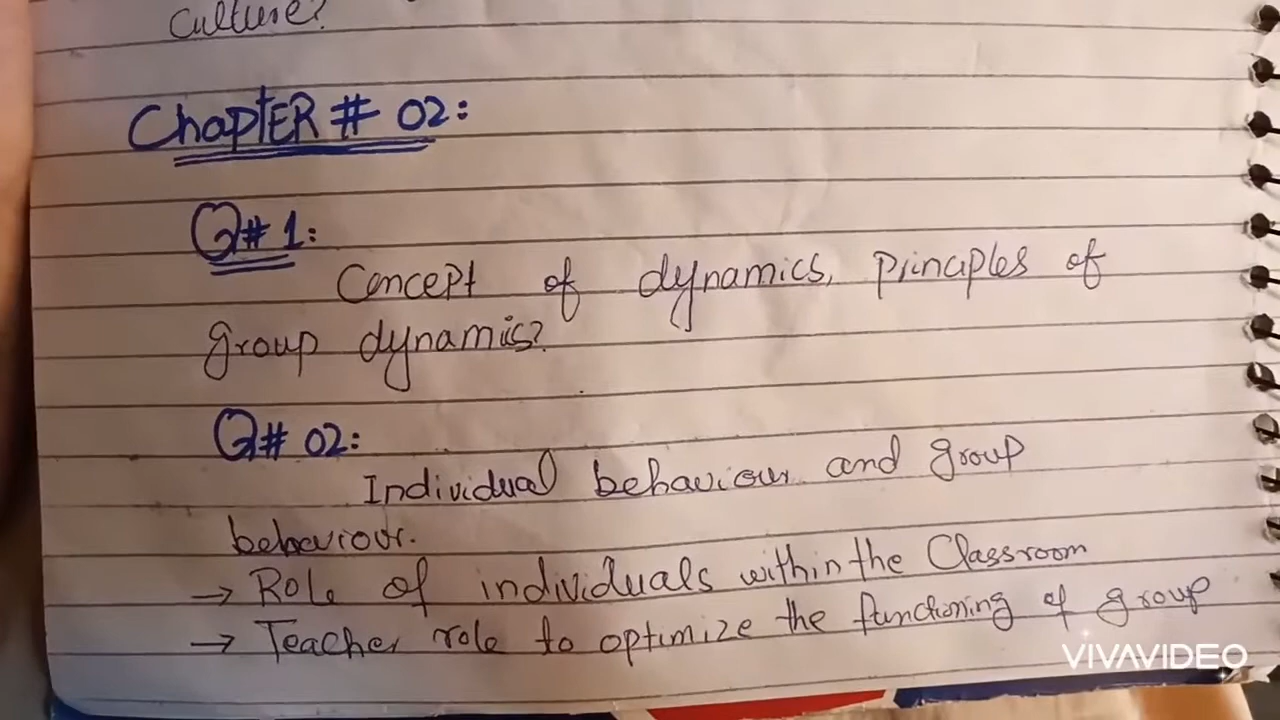 Culture?
ChapTER # 02:
Q# 1:
Concept of dynamics, principles of
group dynamics?
Q# 02:
Individual behaviour and group
behaviour.
→ Role of individuals within the Classroom
→ Teacher role to optimize the functioning of group
VIVAVIDEO